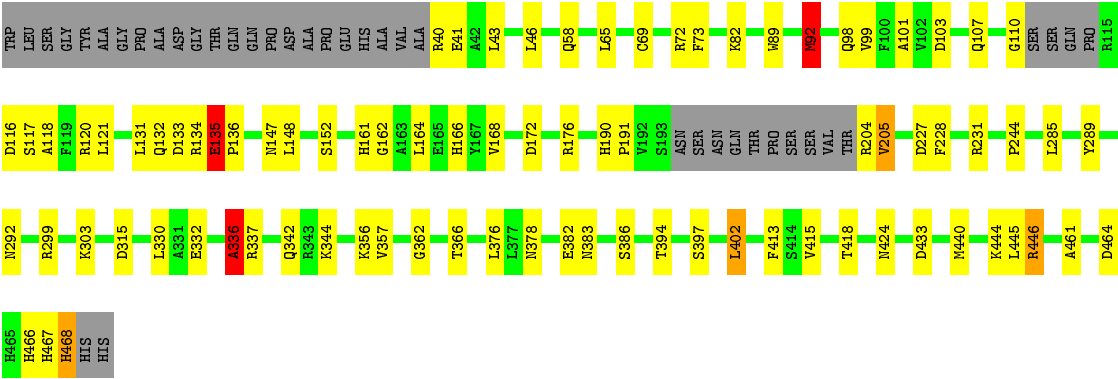 TRP LEU SER GLY TYR ALA GLY PRO ALA ASP GLY THR GLN GLN PRO ASP ALA PRO GLU HIS ALA VAL ALA R40 E41 A42 L43 L46 Q58 L65 C69 R72 F73 K82 W89 M92 Q98 V99 F100 A101 V102 D103 Q107 G110 SER SER GLN PRO R115
D116 S117 A118 F119 R120 L121 L131 Q132 D133 R134 E135 P136 N147 L148 S152 H161 G162 A163 L164 E165 H166 Y167 V168 D172 R176 H190 P191 V192 S193 ASN SER ASN GLN THR PRO SER SER VAL THR R204 V205 D227 F228 R231 P244 L285 Y289
N292 R299 K303 D315 L330 A331 E332 A336 R337 Q342 R343 K344 K356 V357 G362 T366 L376 L377 N378 E382 N383 S386 T394 S397 L402 F413 S414 V415 T418 N424 D433 M440 K444 L445 R446 A461 D464
H465 H466 H467 H468 HIS HIS